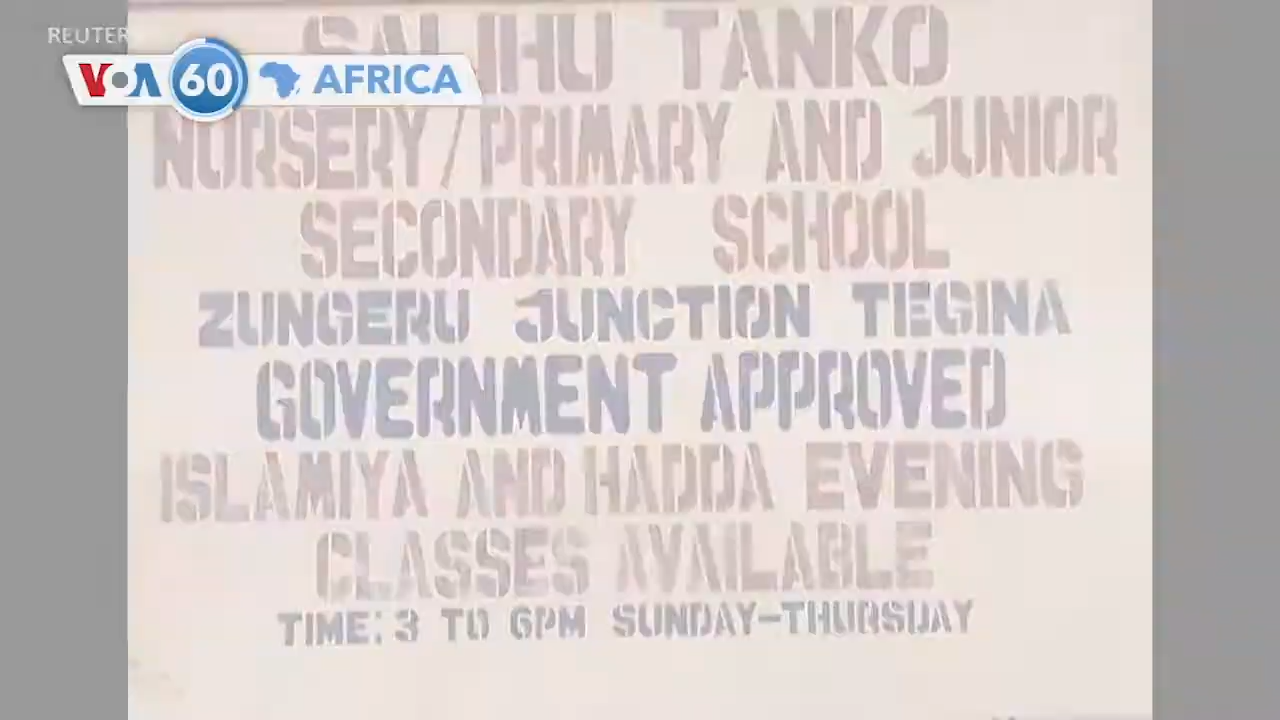 REUTER
VOA 60 AFRICA
SALIHU TANKO
NURSERY/PRIMARY AND JUNIOR
SECONDARY SCHOOL
ZUNGERU JUNCTION TEGINA
GOVERNMENT APPROVED
ISLAMIYA AND HADDA EVENING
CLASSES AVAILABLE
TIME: 3 TO 6PM SUNDAY-THURSDAY